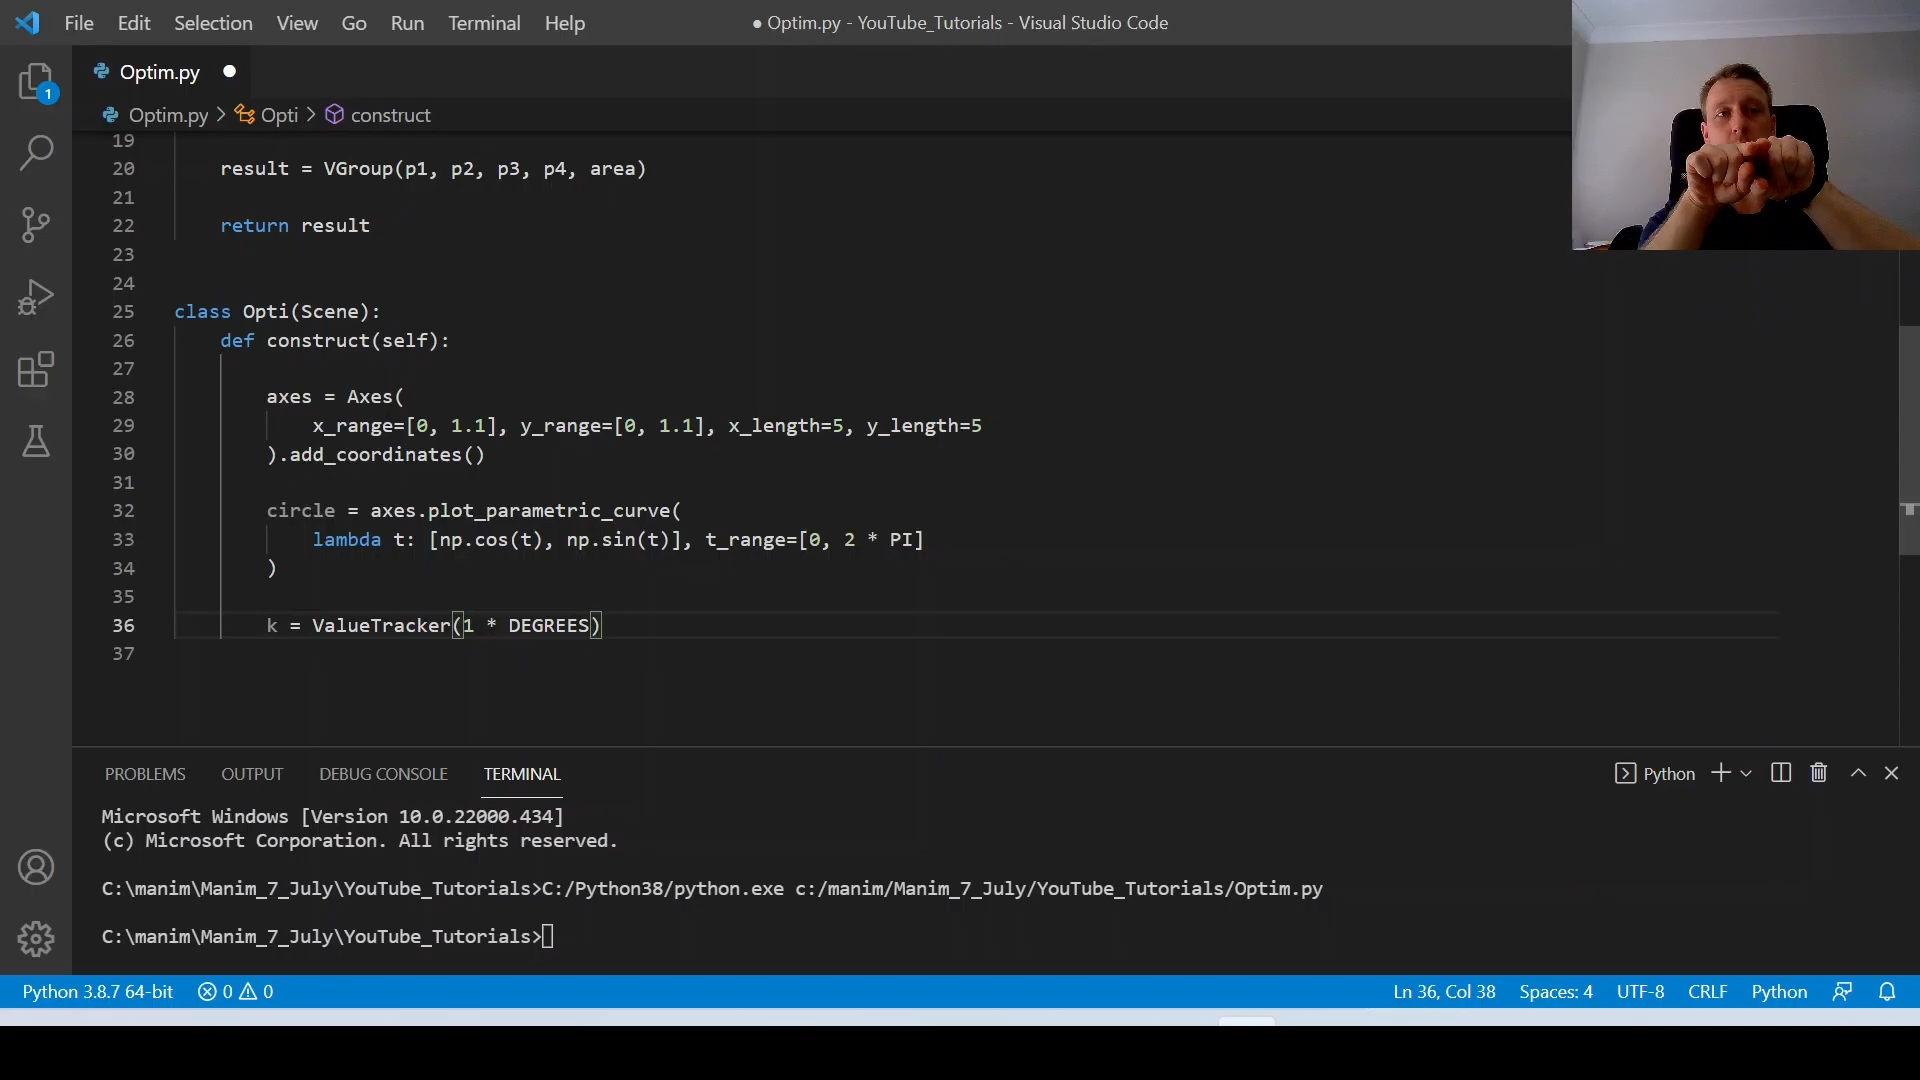 File Edit Selection View Go Run Terminal Help
● Optim.py - YouTube_Tutorials - Visual Studio Code
1
Optim.py ●
Optim.py > Opti > construct
19
20 result = VGroup(p1, p2, p3, p4, area)
21
22 return result
23
24
25 class Opti(Scene):
26 def construct(self):
27
28 axes = Axes(
29 x_range=[0, 1.1], y_range=[0, 1.1], x_length=5, y_length=5
30 ).add_coordinates()
31
32 circle = axes.plot_parametric_curve(
33 lambda t: [np.cos(t), np.sin(t)], t_range=[0, 2 * PI]
34 )
35
36 k = ValueTracker(1 * DEGREES)
37
PROBLEMS OUTPUT DEBUG CONSOLE TERMINAL
Python
Microsoft Windows [Version 10.0.22000.434]
(c) Microsoft Corporation. All rights reserved.
C:\manim\Manim_7_July\YouTube_Tutorials>C:/Python38/python.exe c:/manim/Manim_7_July/YouTube_Tutorials/Optim.py
C:\manim\Manim_7_July\YouTube_Tutorials>
Python 3.8.7 64-bit 0 0 Ln 36, Col 38 Spaces: 4 UTF-8 CRLF Python